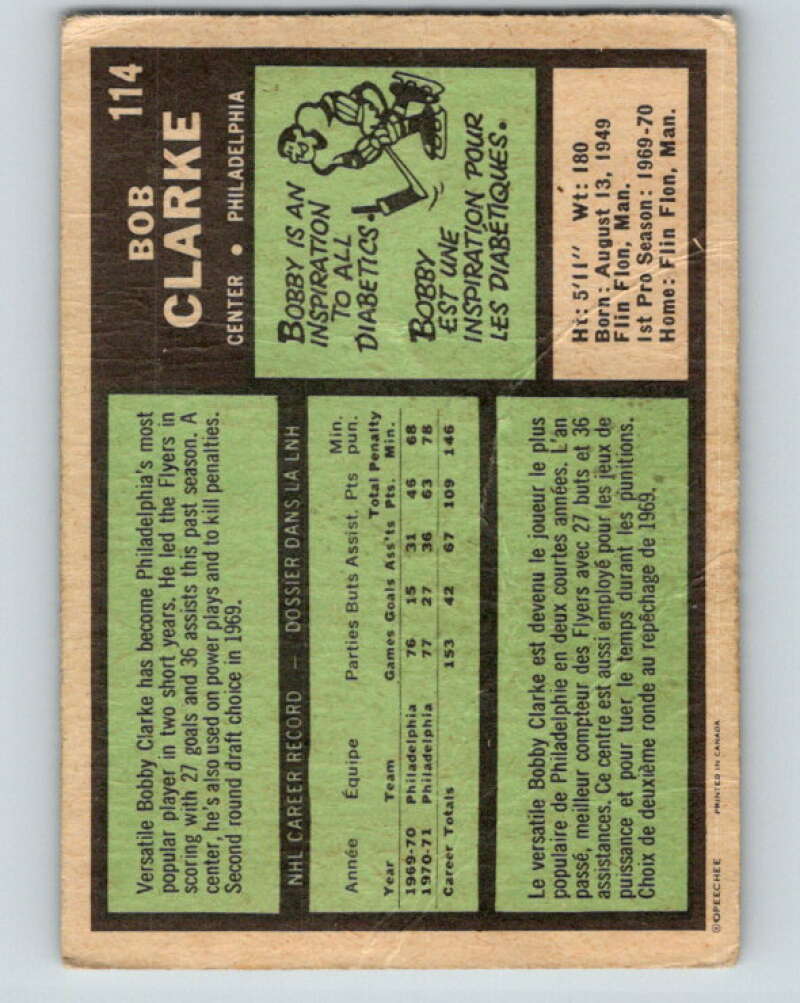 114
BOB
CLARKE
CENTER • PHILADELPHIA
Versatile Bobby Clarke has become Philadelphia's most
popular player in two short years. He led the Flyers in
scoring with 27 goals and 36 assists this past season. A
center, he's also used on power plays and to kill penalties.
Second round draft choice in 1969.
BOBBY IS AN
INSPIRATION
TO ALL
DIABETICS.
BOBBY
EST UNE
INSPIRATION POUR
LES DIABÉTIQUES.
NHL CAREER RECORD — DOSSIER DANS LA LNH
Année Équipe Parties Buts Assist. Pts Min. pun.
Year Team Games Goals Ass'ts Total Pts. Penalty Min.
1969-70 Philadelphia 76 15 31 46 68
1970-71 Philadelphia 77 27 36 63 78
Career Totals 153 42 67 109 146
Ht: 5'11" Wt: 180
Born: August 13, 1949
Flin Flon, Man.
1st Pro Season: 1969-70
Home: Flin Flon, Man.
Le versatile Bobby Clarke est devenu le joueur le plus
populaire de Philadelphie en deux courtes années. L'an
passé, meilleur compteur des Flyers avec 27 buts et 36
assistances. Ce centre est aussi employé pour les jeux de
puissance et pour tuer le temps durant les punitions.
Choix de deuxième ronde au repêchage de 1969.
©OPEECHEE PRINTED IN CANADA